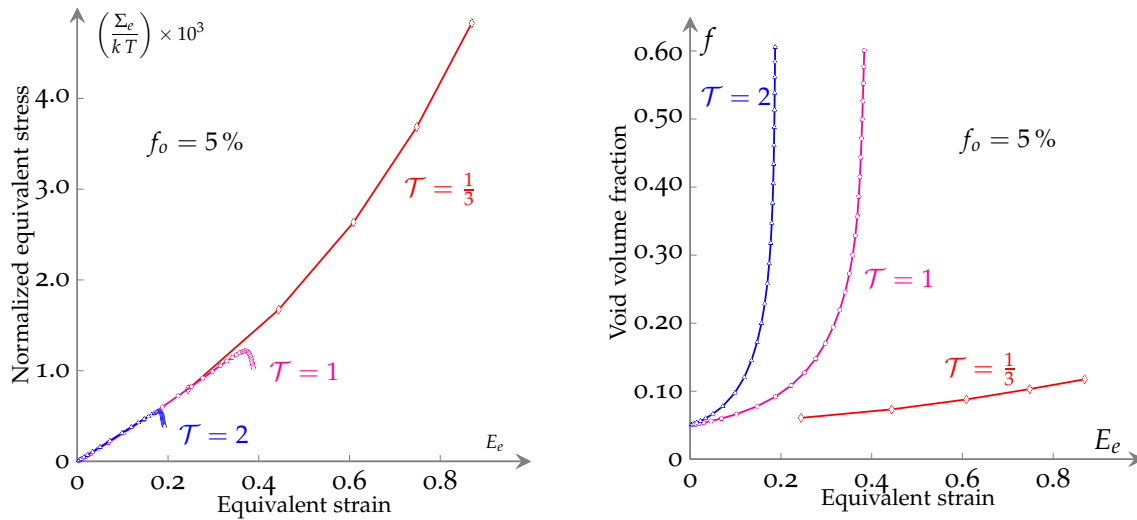 (Σₑ/k T) × 10³
Normalized equivalent stress
4.0
3.0
2.0
1.0
0
fₒ = 5 %
𝒯 = 1/3
𝒯 = 1
𝒯 = 2
Eₑ
0 0.2 0.4 0.6 0.8
Equivalent strain
f
Void volume fraction
0.60
0.50
0.40
0.30
0.20
0.10
0
𝒯 = 2
fₒ = 5 %
𝒯 = 1
𝒯 = 1/3
Eₑ
0 0.2 0.4 0.6 0.8
Equivalent strain